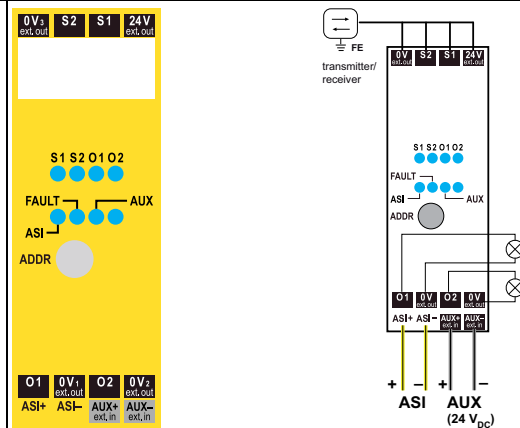 0V3 S2 S1 24V
ext.out ext.out
S1 S2 O1 O2
FAULT AUX
ASI
ADDR
O1 0V1 O2 0V2
ext.out ext.out
ASI+ ASI– AUX+ AUX–
ext.in ext.in
FE
transmitter/
receiver
0V S2 S1 24V
ext.out ext.out
S1 S2 O1 O2
FAULT
ASI AUX
ADDR
O1 0V O2 0V
ext.out ext.out
ASI+ ASI– AUX+ AUX–
ext.in ext.in
+ – + –
ASI AUX
(24 VDC)